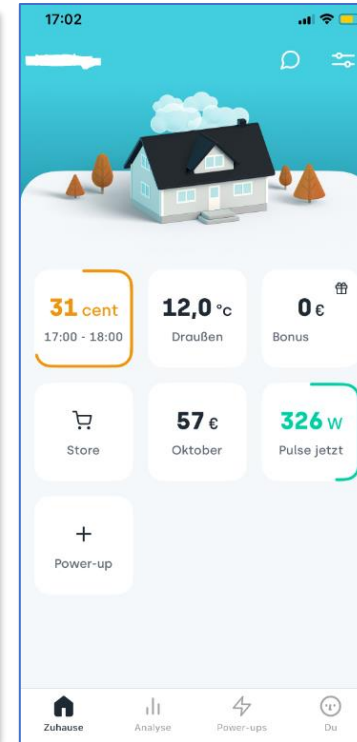 17:02
31 cent
17:00 - 18:00
12,0 °c
Draußen
0 €
Bonus
Store
57 €
Oktober
326 W
Pulse jetzt
+
Power-up
Zuhause
Analyse
Power-ups
Du